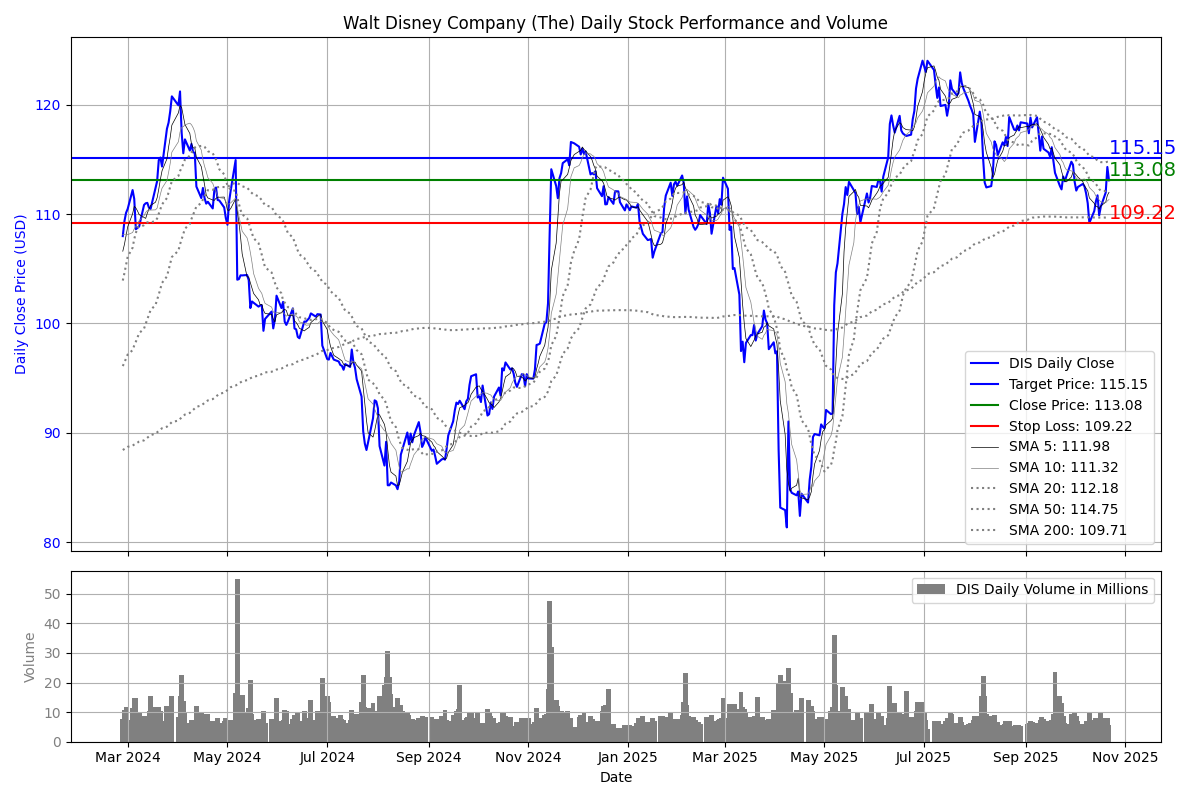 Walt Disney Company (The) Daily Stock Performance and Volume
Daily Close Price (USD)
120
110
100
90
80
115.15
113.08
109.22
DIS Daily Close
Target Price: 115.15
Close Price: 113.08
Stop Loss: 109.22
SMA 5: 111.98
SMA 10: 111.32
SMA 20: 112.18
SMA 50: 114.75
SMA 200: 109.71
Volume
50
40
30
20
10
0
DIS Daily Volume in Millions
Mar 2024 May 2024 Jul 2024 Sep 2024 Nov 2024 Jan 2025 Mar 2025 May 2025 Jul 2025 Sep 2025 Nov 2025
Date